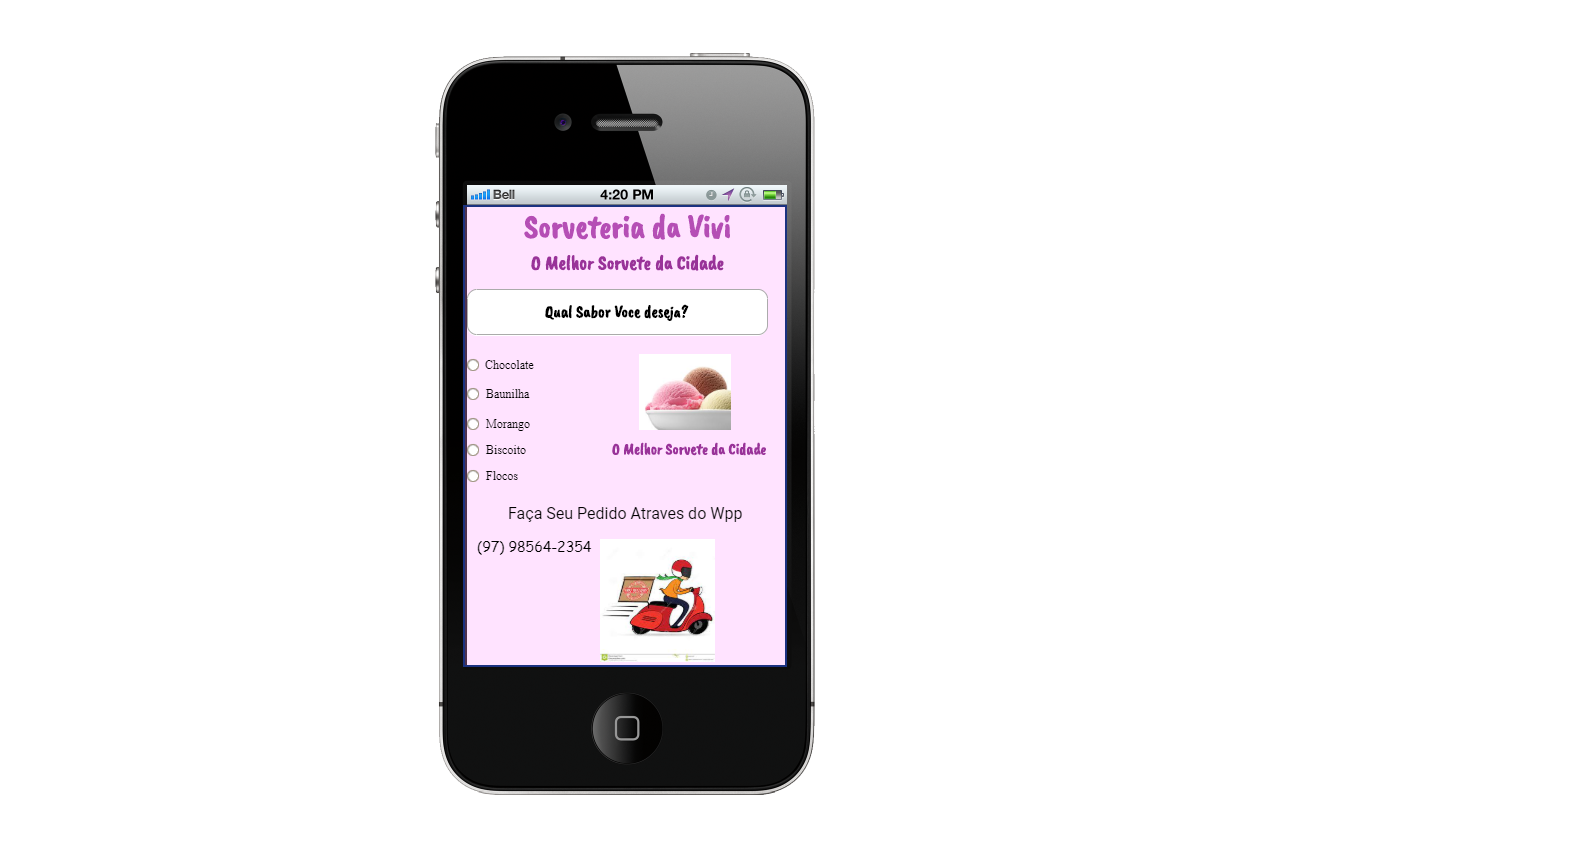 Bell 4:20 PM
Sorveteria da Vivi
O Melhor Sorvete da Cidade
Qual Sabor Voce deseja?
Chocolate
Baunilha
Morango
Biscoito
Flocos
O Melhor Sorvete da Cidade
Faça Seu Pedido Atraves do Wpp
(97) 98564-2354